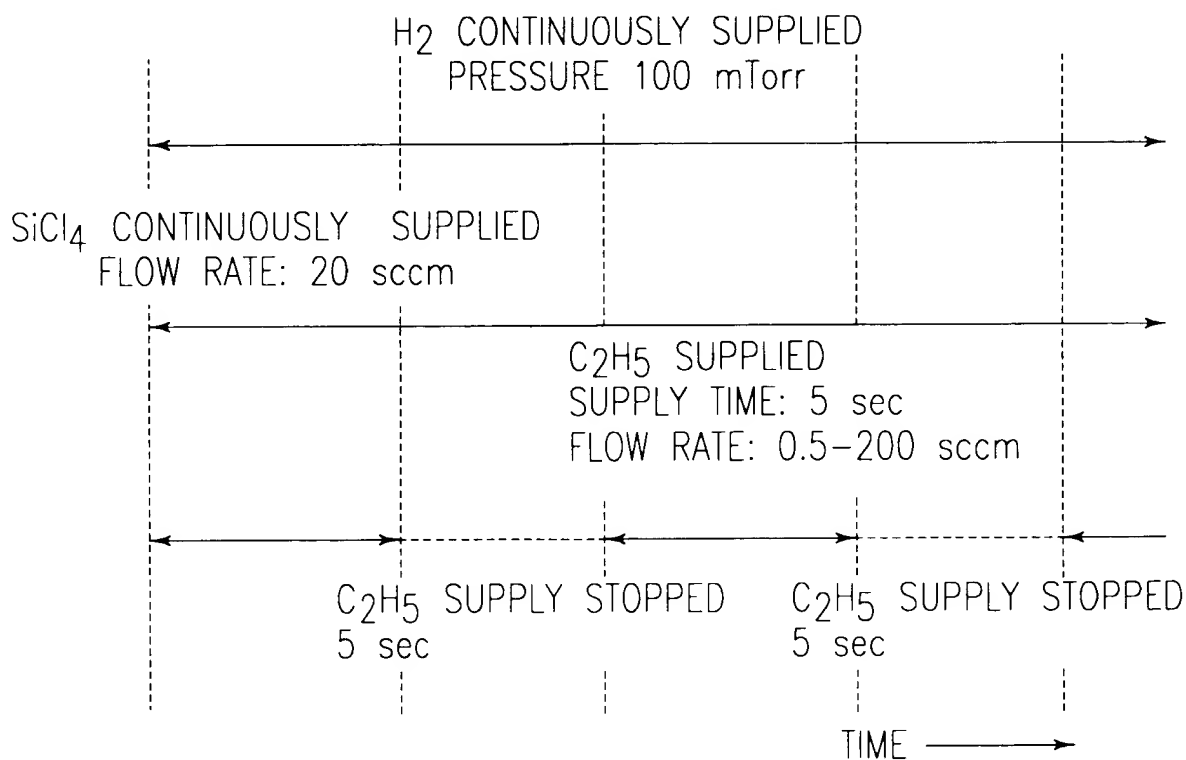 H2 CONTINUOUSLY SUPPLIED
PRESSURE 100 mTorr
SiCl4 CONTINUOUSLY SUPPLIED
FLOW RATE: 20 sccm
C2H5 SUPPLIED
SUPPLY TIME: 5 sec
FLOW RATE: 0.5-200 sccm
C2H5 SUPPLY STOPPED
5 sec
C2H5 SUPPLY STOPPED
5 sec
TIME